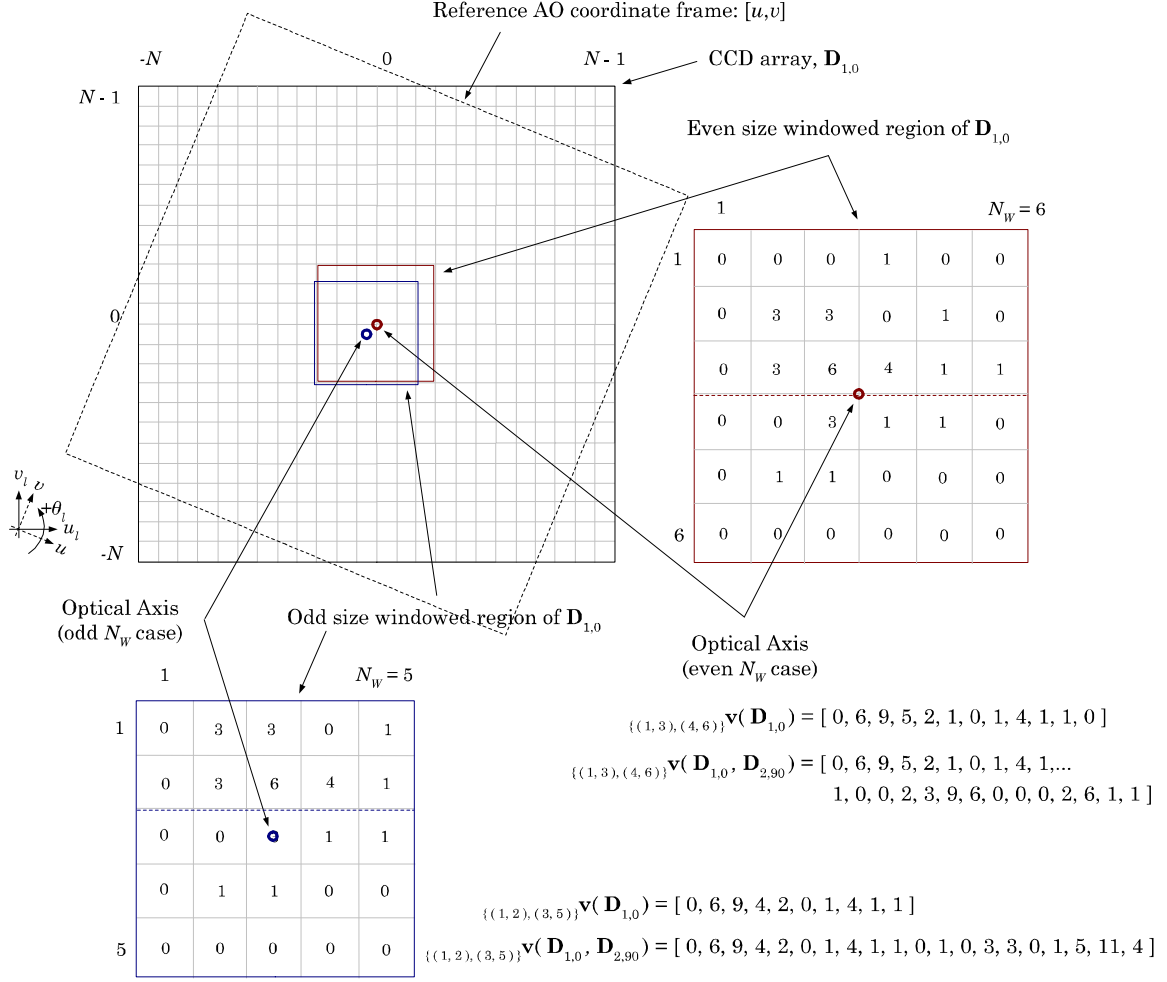 Reference AO coordinate frame: [u,v]
-N 0 N - 1
CCD array, D1,0
N - 1
Even size windowed region of D1,0
1 NW = 6
1 0 0 0 1 0 0
0 3 3 0 1 0
0 3 6 4 1 1
0 0 3 1 1 0
0 1 1 0 0 0
6 0 0 0 0 0 0
0
vl v
+θl
ul
u
-N
Optical Axis
(odd NW case)
Odd size windowed region of D1,0
Optical Axis
(even NW case)
1 NW = 5
1 0 3 3 0 1
0 3 6 4 1
0 0 1 1
0 1 1 0 0
5 0 0 0 0 0
{(1,3),(4,6)}v( D1,0) = [ 0, 6, 9, 5, 2, 1, 0, 1, 4, 1, 1, 0 ]
{(1,3),(4,6)}v( D1,0, D2,90) = [ 0, 6, 9, 5, 2, 1, 0, 1, 4, 1,...
1, 0, 0, 2, 3, 9, 6, 0, 0, 0, 2, 6, 1, 1 ]
{(1,2),(3,5)}v( D1,0) = [ 0, 6, 9, 4, 2, 0, 1, 4, 1, 1 ]
{(1,2),(3,5)}v( D1,0, D2,90) = [ 0, 6, 9, 4, 2, 0, 1, 4, 1, 1, 0, 1, 0, 3, 3, 0, 1, 5, 11, 4 ]